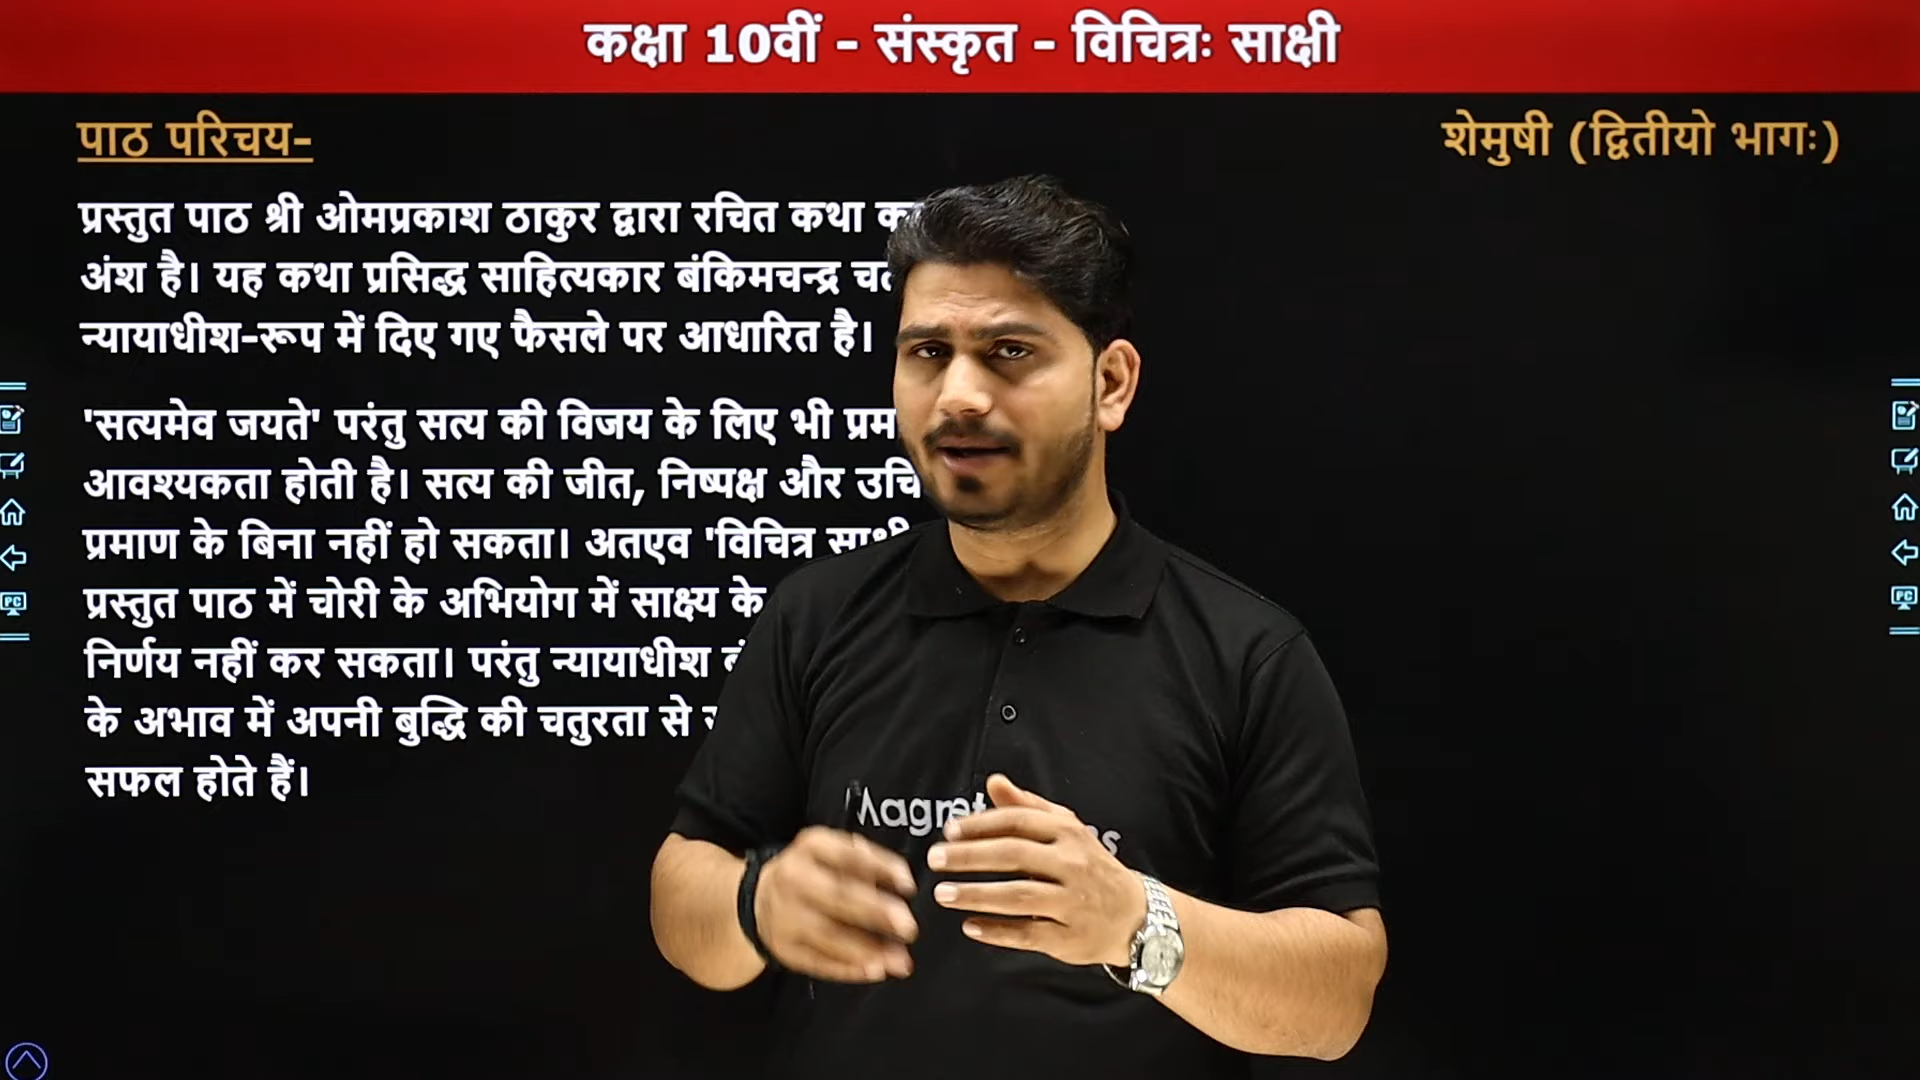 कक्षा 10वीं - संस्कृत - विचित्रः साक्षी
पाठ परिचय-
शेमुषी (द्वितीयो भागः)
प्रस्तुत पाठ श्री ओमप्रकाश ठाकुर द्वारा रचित कथा
अंश है। यह कथा प्रसिद्ध साहित्यकार बंकिमचन्द्र
न्यायाधीश-रूप में दिए गए फैसले पर आधारित है।
'सत्यमेव जयते' परंतु सत्य की विजय के लिए भी
आवश्यकता होती है। सत्य की जीत, निष्पक्ष और
प्रमाण के बिना नहीं हो सकता। अतएव 'विचित्र
प्रस्तुत पाठ में चोरी के अभियोग में साक्ष्य के
निर्णय नहीं कर सकता। परंतु न्यायाधीश
के अभाव में अपनी बुद्धि की चतुरता से
सफल होते हैं।
PC
PC